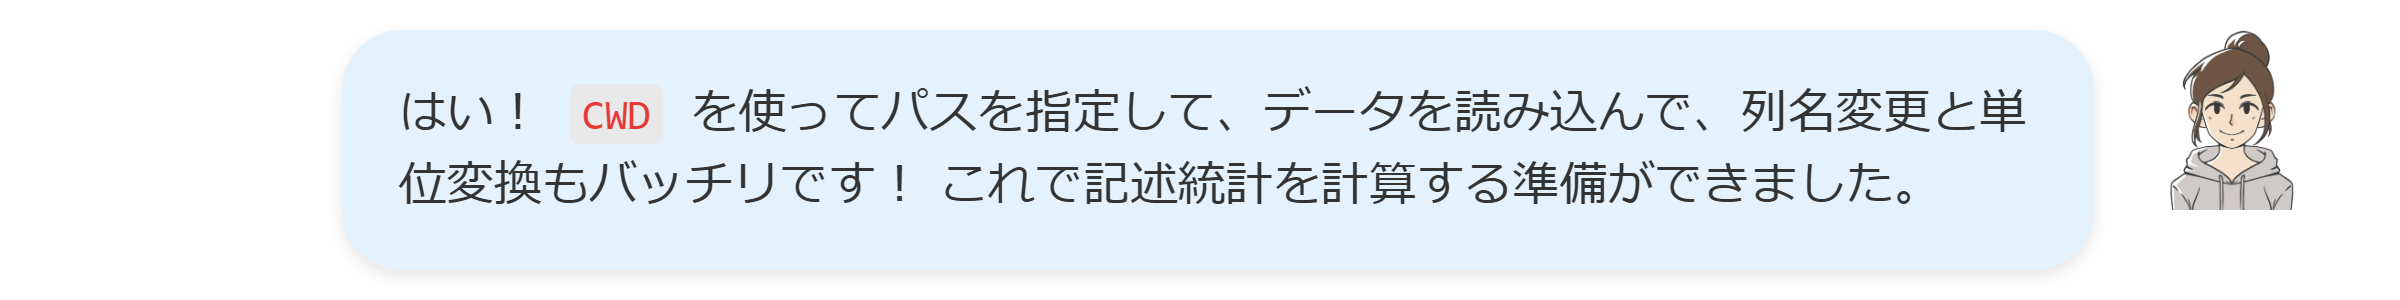 はい！ CWD を使ってパスを指定して、データを読み込んで、列名変更と単
位変換もバッチリです！ これで記述統計を計算する準備ができました。